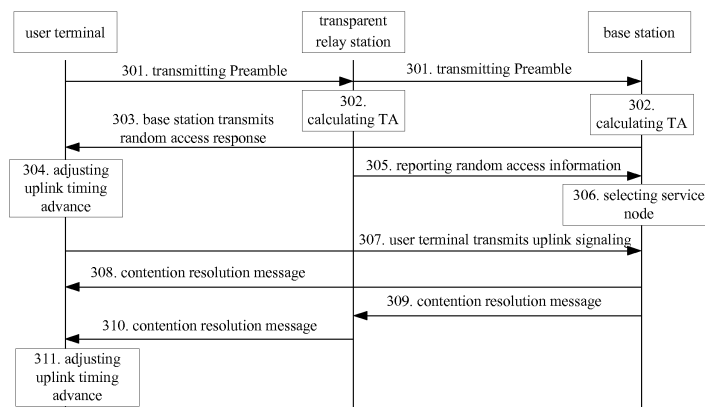 user terminal
transparent
relay station
base station
301. transmitting Preamble
301. transmitting Preamble
302.
calculating TA
302.
calculating TA
303. base station transmits
random access response
304. adjusting
uplink timing
advance
305. reporting random access information
306. selecting service
node
307. user terminal transmits uplink signaling
308. contention resolution message
309. contention resolution message
310. contention resolution message
311. adjusting
uplink timing
advance